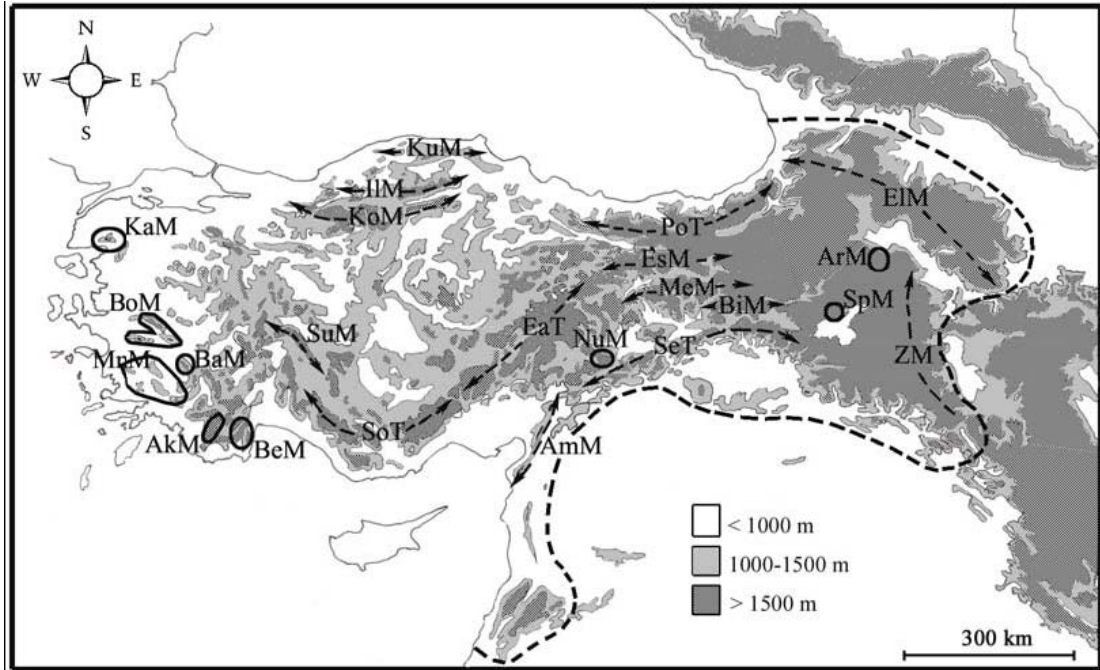 N
W E
S
KuM
IlM
KoM
KaM
PoT
ElM
EsM
ArM
MeM
BoM
BiM
SpM
SuM
EaT
NuM
SeT
MnM
BaM
ZM
SoT
AkM
BeM
AmM
< 1000 m
1000-1500 m
> 1500 m
300 km